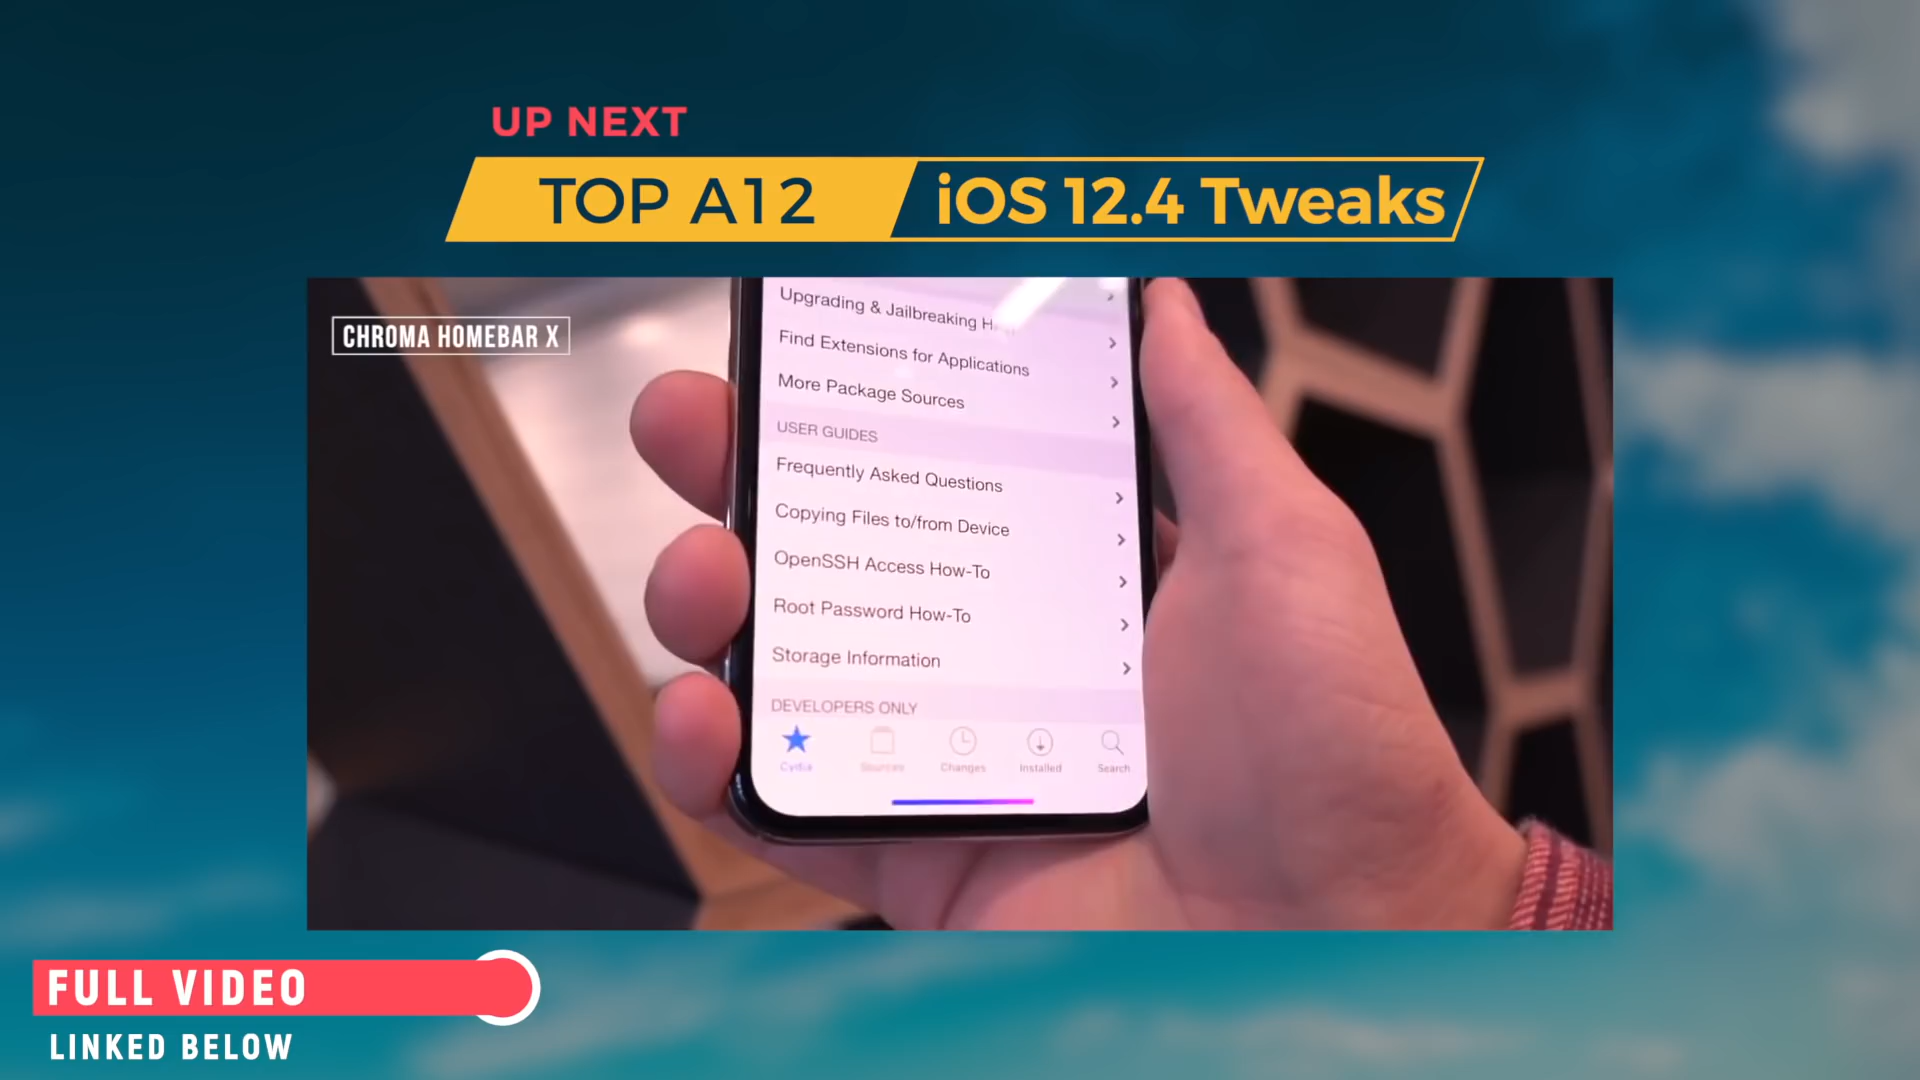 UP NEXT
TOP A12
iOS 12.4 Tweaks
CHROMA HOMEBAR X
Upgrading & Jailbreaking
Find Extensions for Applications
More Package Sources
USER GUIDES
Frequently Asked Questions
Copying Files to/from Device
OpenSSH Access How-To
Root Password How-To
Storage Information
DEVELOPERS ONLY
Cydia
Sources
Changes
Installed
Search
FULL VIDEO
LINKED BELOW